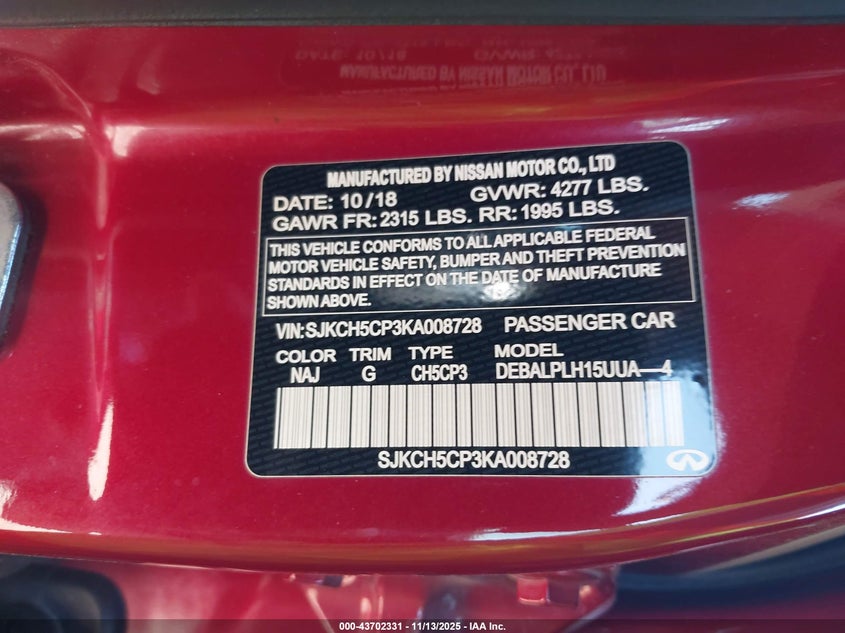 MANUFACTURED BY NISSAN MOTOR CO., LTD
DATE: 10/18 GVWR: 4277 LBS.
GAWR FR: 2315 LBS. RR: 1995 LBS.
THIS VEHICLE CONFORMS TO ALL APPLICABLE FEDERAL
MOTOR VEHICLE SAFETY, BUMPER AND THEFT PREVENTION
STANDARDS IN EFFECT ON THE DATE OF MANUFACTURE
SHOWN ABOVE.
VIN: SJKCH5CP3KA008728 PASSENGER CAR
COLOR TRIM TYPE MODEL
NAJ G CH5CP3 DEBALPLH15UUA—4
SJKCH5CP3KA008728
000-43702331 - 11/13/2025 - IAA Inc.